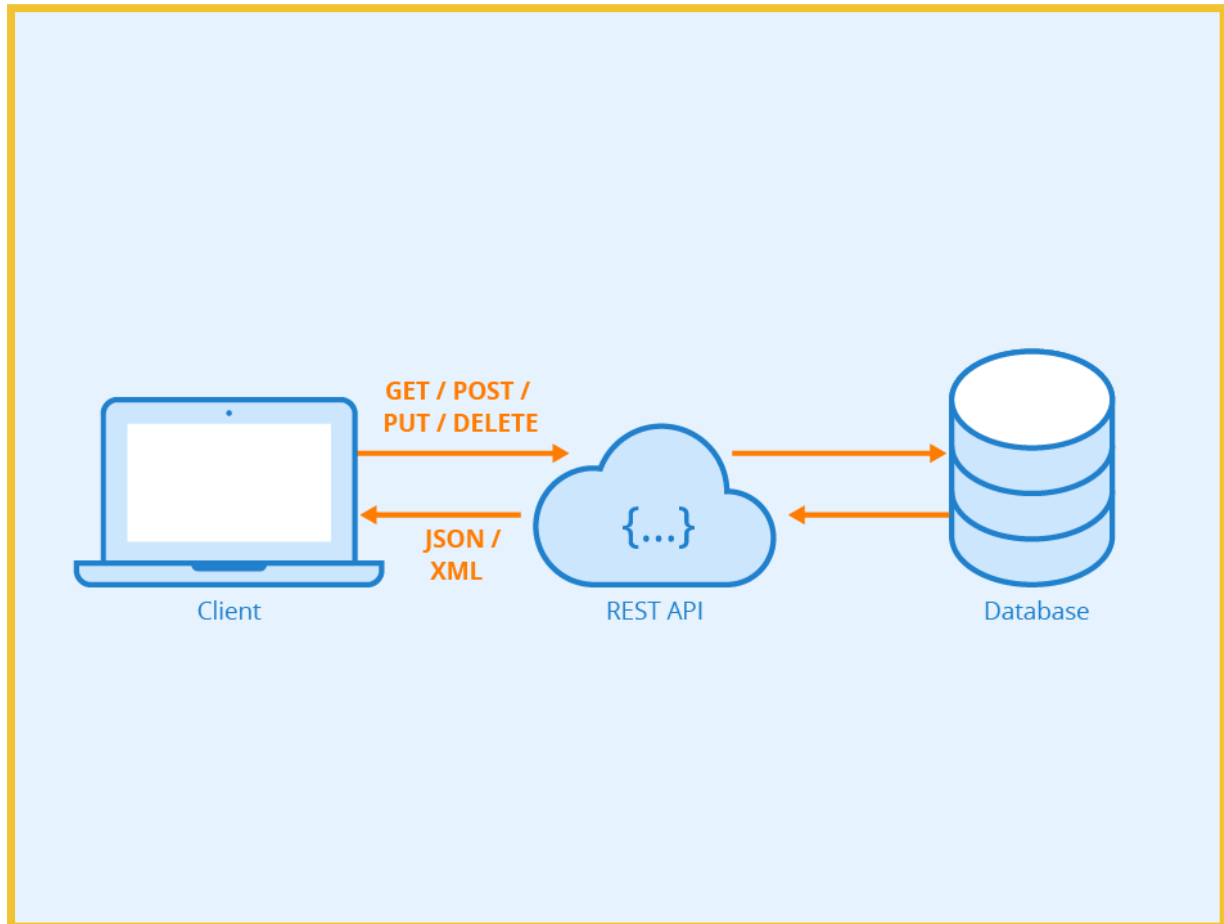 GET / POST /
PUT / DELETE
JSON /
XML
{...}
Client
REST API
Database